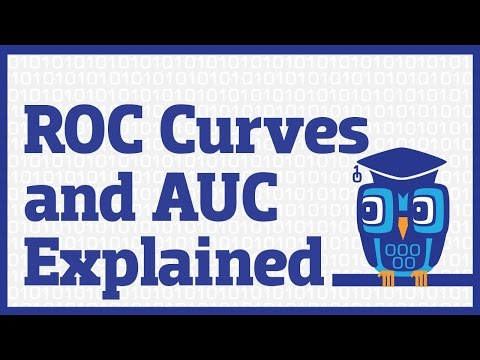 ROC Curves
and AUC
Explained